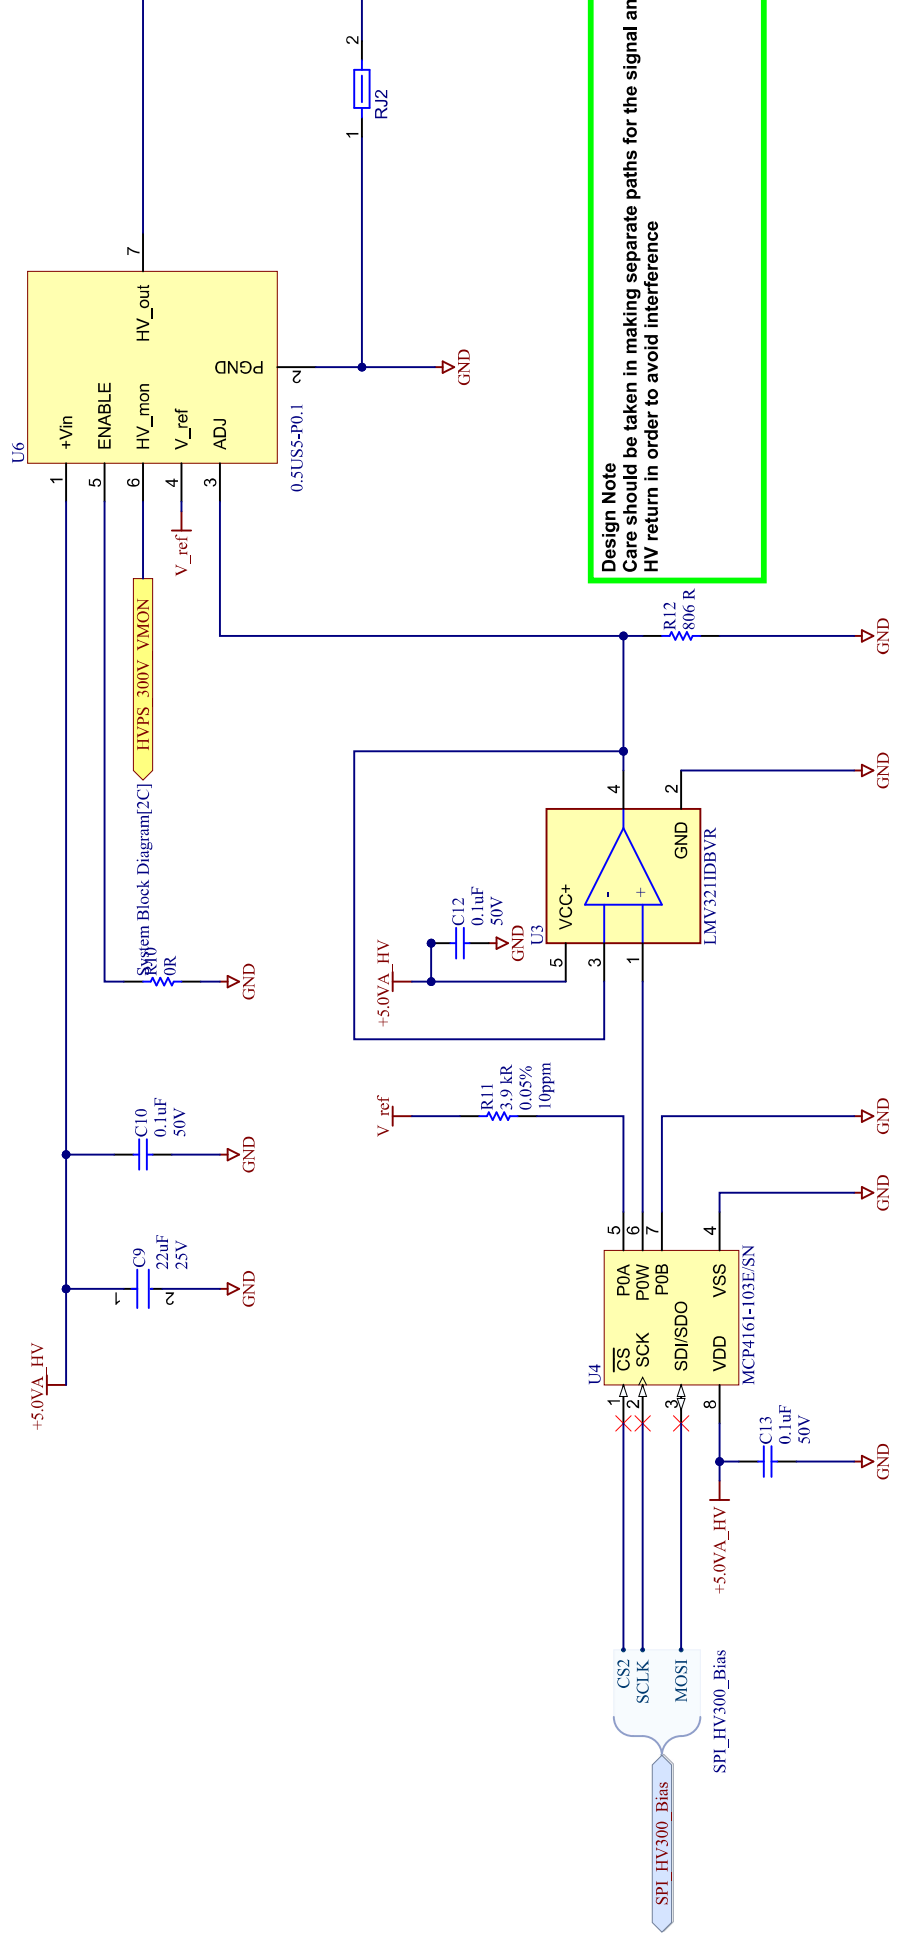 U6
+Vin
ENABLE
HV_mon
V_ref
ADJ
HV_out
PGND
1
5
6
4
3
7
2
0.5US5-P0.1
GND
1
2
RJ2
V_ref
HVPS_300V_VMON
System Block Diagram[2C]
R10
0R
GND
C10
0.1uF
50V
GND
1
2
C9
22uF
25V
GND
+5.0VA_HV
Design Note
Care should be taken in making separate paths for the signal an
HV return in order to avoid interference
R12
806 R
GND
+5.0VA_HV
C12
0.1uF
50V
GND
U3
VCC+
-
+
GND
5
3
1
4
2
LMV321IDBVR
GND
V_ref
R11
3.9 kR
0.05%
10ppm
GND
GND
U4
CS
SCK
SDI/SDO
VDD
P0A
P0W
P0B
VSS
1
2
3
8
5
6
7
4
MCP4161-103E/SN
C13
0.1uF
50V
GND
+5.0VA_HV
CS2
SCLK
MOSI
SPI_HV300_Bias
SPI_HV300_Bias